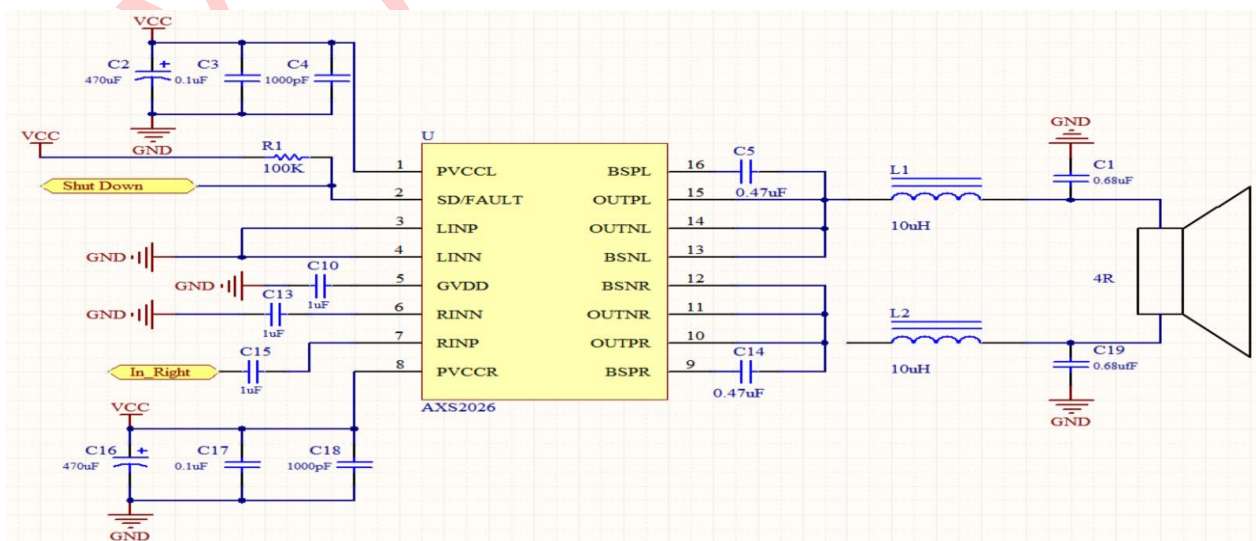 VCC
C2 470uF
C3 0.1uF
C4 1000pF
GND
VCC
R1
100K
Shut Down
U
1 PVCCL
2 SD/FAULT
3 LINP
4 LINN
5 GVDD
6 RINN
7 RINP
8 PVCCR
BSPL 16
OUTPL 15
OUTNL 14
BSNL 13
BSNR 12
OUTNR 11
OUTPR 10
BSPR 9
AXS2026
GND
GND
C10
1uF
GND
C13
1uF
In_Right
C15
1uF
VCC
C16 470uF
C17 0.1uF
C18 1000pF
GND
C5
0.47uF
C14
0.47uF
L1
10uH
L2
10uH
GND
C1
0.68uF
4R
C19
0.68ufF
GND